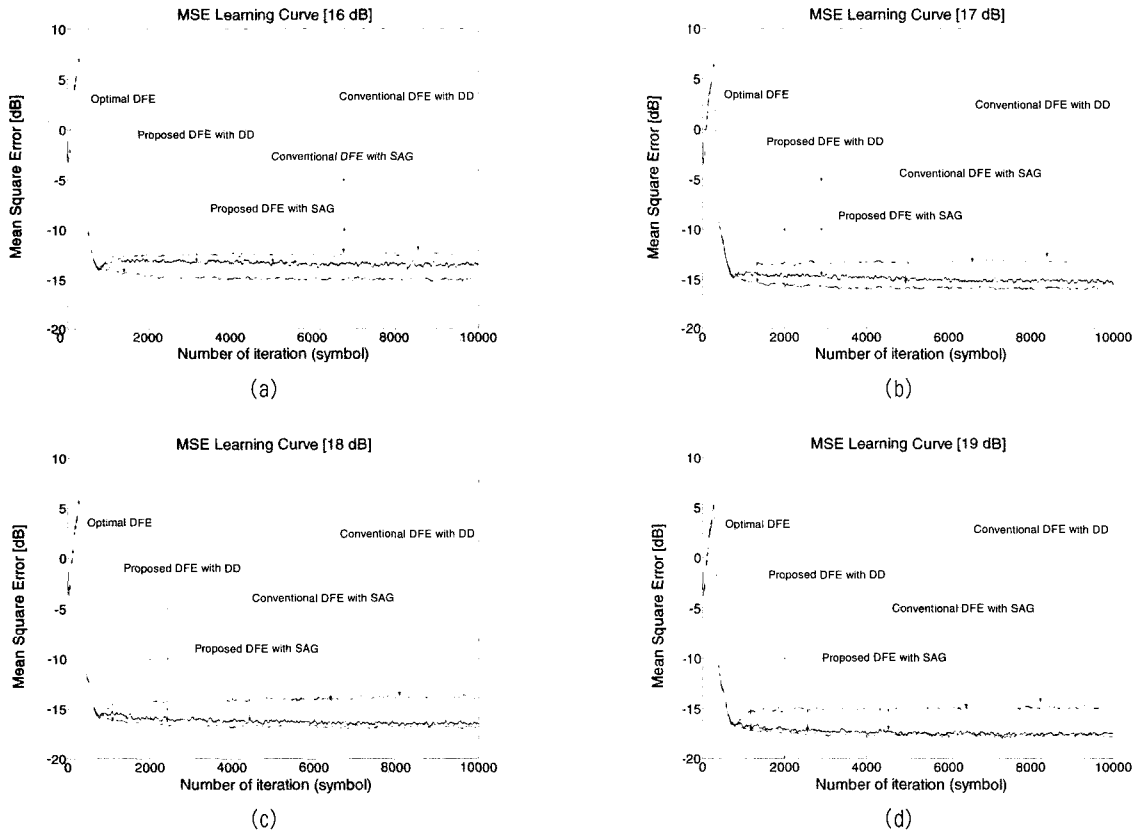 MSE Learning Curve [16 dB]
10
5
0
-5
-10
-15
-20
Mean Square Error [dB]
Optimal DFE
Conventional DFE with DD
Proposed DFE with DD
Conventional DFE with SAG
Proposed DFE with SAG
0 2000 4000 6000 8000 10000
Number of iteration (symbol)
(a)
MSE Learning Curve [17 dB]
10
5
0
-5
-10
-15
-20
Mean Square Error [dB]
Optimal DFE
Conventional DFE with DD
Proposed DFE with DD
Conventional DFE with SAG
Proposed DFE with SAG
0 2000 4000 6000 8000 10000
Number of iteration (symbol)
(b)
MSE Learning Curve [18 dB]
10
5
0
-5
-10
-15
-20
Mean Square Error [dB]
Optimal DFE
Conventional DFE with DD
Proposed DFE with DD
Conventional DFE with SAG
Proposed DFE with SAG
0 2000 4000 6000 8000 10000
Number of iteration (symbol)
(c)
MSE Learning Curve [19 dB]
10
5
0
-5
-10
-15
-20
Mean Square Error [dB]
Optimal DFE
Conventional DFE with DD
Proposed DFE with DD
Conventional DFE with SAG
Proposed DFE with SAG
0 2000 4000 6000 8000 10000
Number of iteration (symbol)
(d)